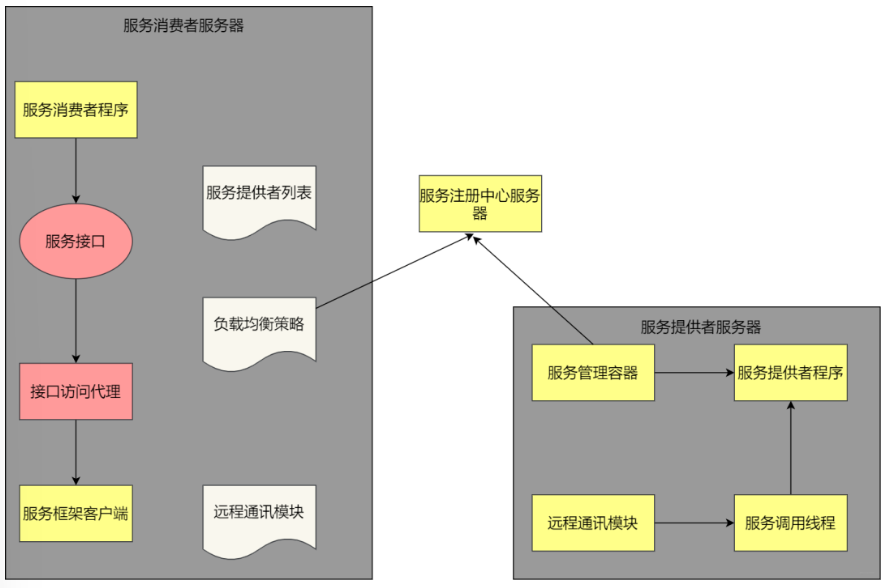 服务消费者服务器
服务消费者程序
服务接口
接口访问代理
服务框架客户端
服务提供者列表
负载均衡策略
远程通讯模块
服务注册中心服务
器
服务提供者服务器
服务管理容器
服务提供者程序
远程通讯模块
服务调用线程